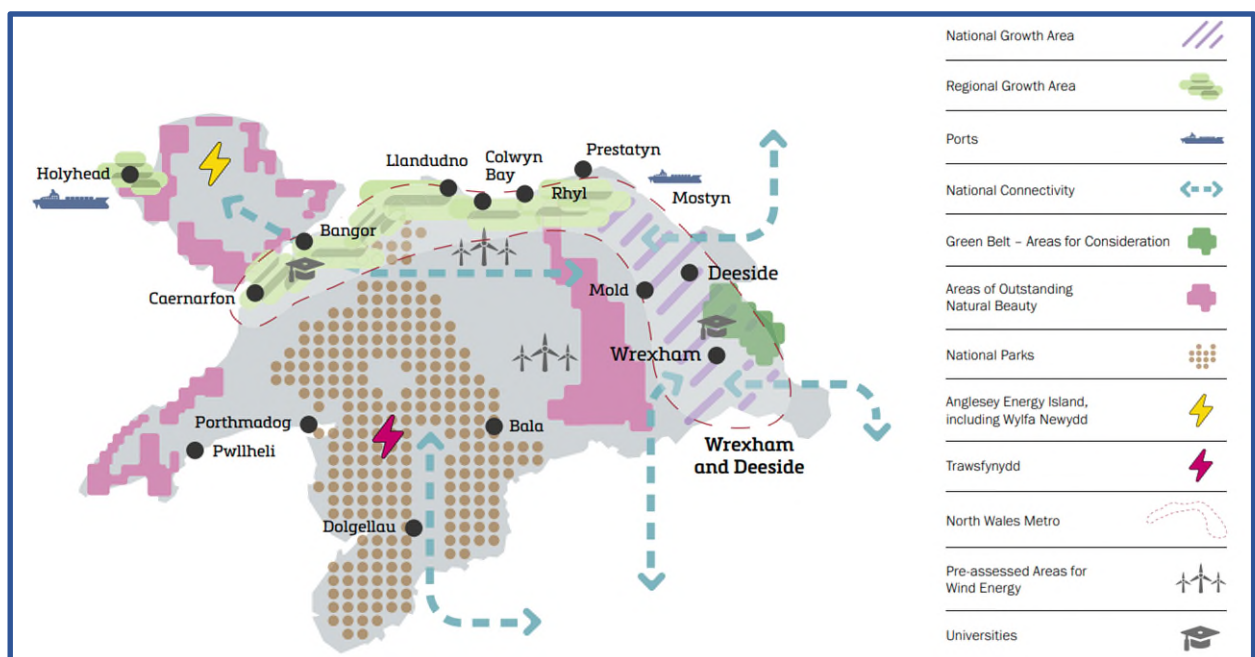 Holyhead
Llandudno
Colwyn
Bay
Prestatyn
Rhyl
Mostyn
Bangor
Caernarfon
Deeside
Mold
Wrexham
Porthmadog
Pwllheli
Bala
Wrexham
and Deeside
Dolgellau
National Growth Area
Regional Growth Area
Ports
National Connectivity
Green Belt – Areas for Consideration
Areas of Outstanding
Natural Beauty
National Parks
Anglesey Energy Island,
including Wylfa Newydd
Trawsfynydd
North Wales Metro
Pre-assessed Areas for
Wind Energy
Universities